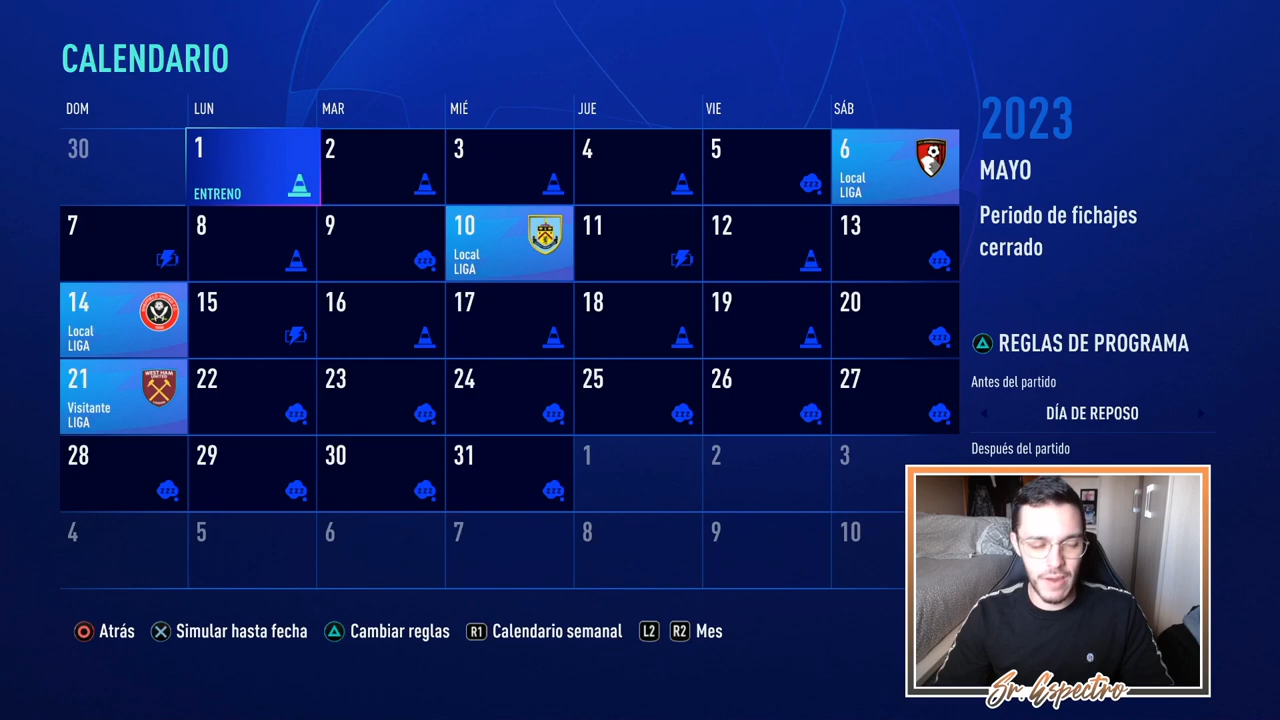 CALENDARIO
DOM LUN MAR MIÉ JUE VIE SÁB
30 1 2 3 4 5 6
ENTRENO
Local
LIGA
7 8 9 10 11 12 13
Local
LIGA
14 15 16 17 18 19 20
Local
LIGA
21 22 23 24 25 26 27
WEST HAM
UNITED
Visitante
LIGA
28 29 30 31 1 2 3
4 5 6 7 8 9 10
2023
MAYO
Periodo de fichajes
cerrado
REGLAS DE PROGRAMA
Antes del partido
DÍA DE REPOSO
Después del partido
Atrás Simular hasta fecha Cambiar reglas R1 Calendario semanal L2 R2 Mes
Sr. Espectro